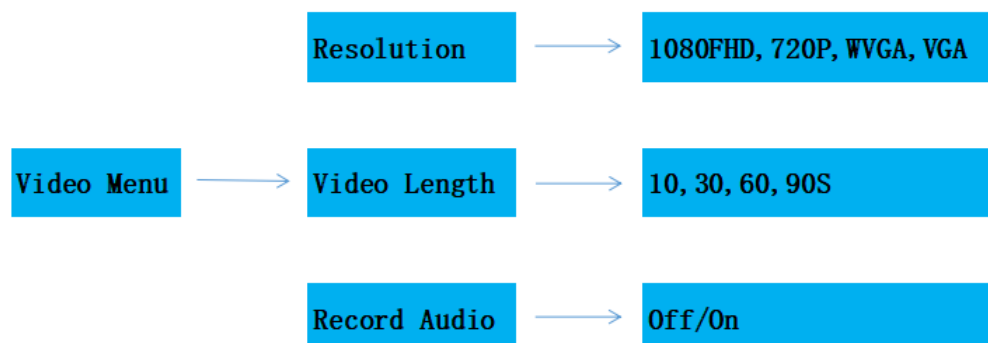 Resolution
1080FHD, 720P, WVGA, VGA
Video Menu
Video Length
10, 30, 60, 90S
Record Audio
Off/On